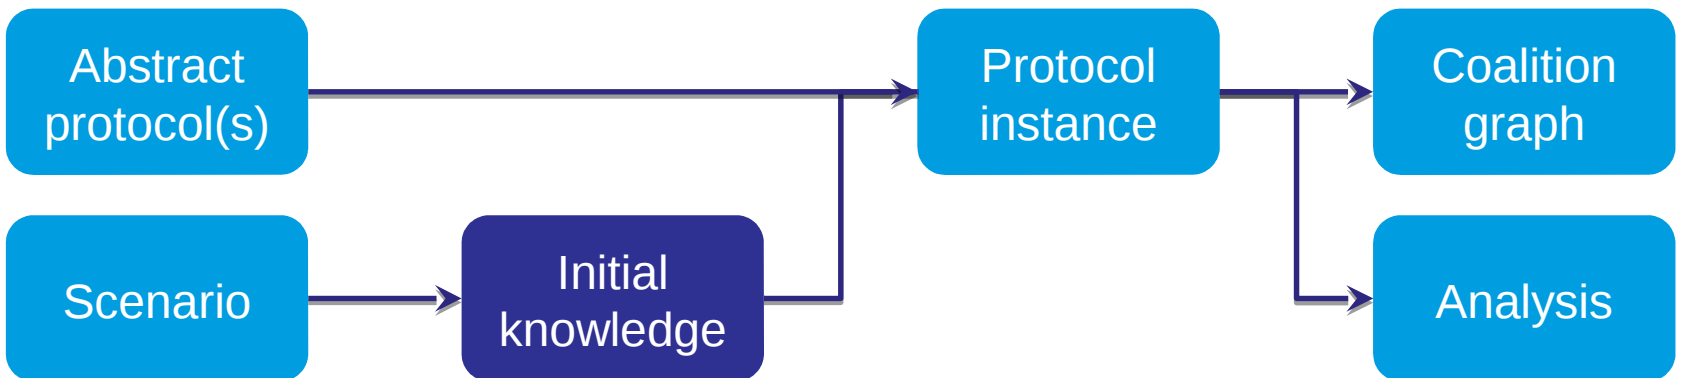 Abstract
protocol(s)
Protocol
instance
Coalition
graph
Scenario
Initial
knowledge
Analysis